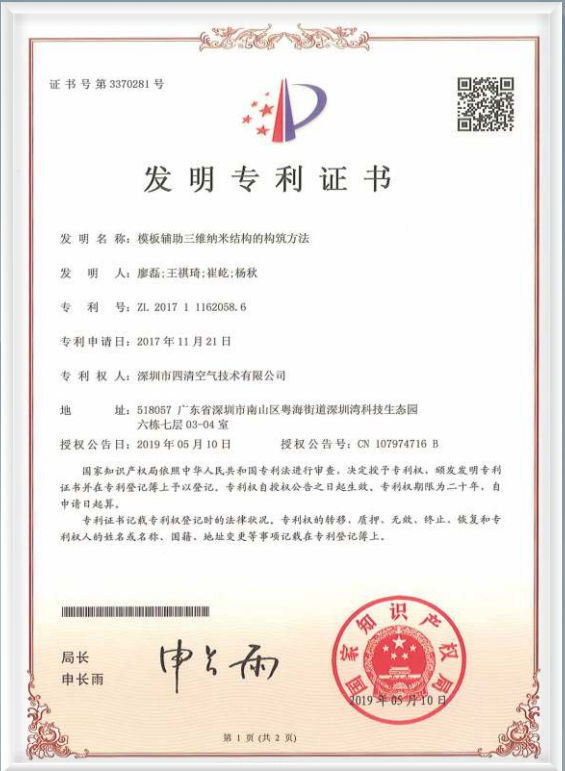 证书号第3370281号
发明专利证书
发明名称：模板辅助三维纳米结构的构筑方法
发明人：廖磊;王祺琦;崔屹;杨秋
专利号：ZL 2017 1 1162058.6
专利申请日：2017年11月21日
专利权人：深圳市四清空气技术有限公司
地址：518057 广东省深圳市南山区粤海街道深圳湾科技生态园
六栋七层03-04室
授权公告日：2019年05月10日 授权公告号：CN 107974716 B
国家知识产权局依照中华人民共和国专利法进行审查，决定授予专利权，颁发发明专利
证书并在专利登记簿上予以登记。专利权自授权公告之日起生效。专利权期限为二十年，自
申请日起算。
专利证书记载专利权登记时的法律状况。专利权的转移、质押、无效、终止、恢复和专
利权人的姓名或名称、国籍、地址变更等事项记载在专利登记簿上。
局长
申长雨
申长雨
国家知识产权局
2019年05月10日
第1页(共2页)